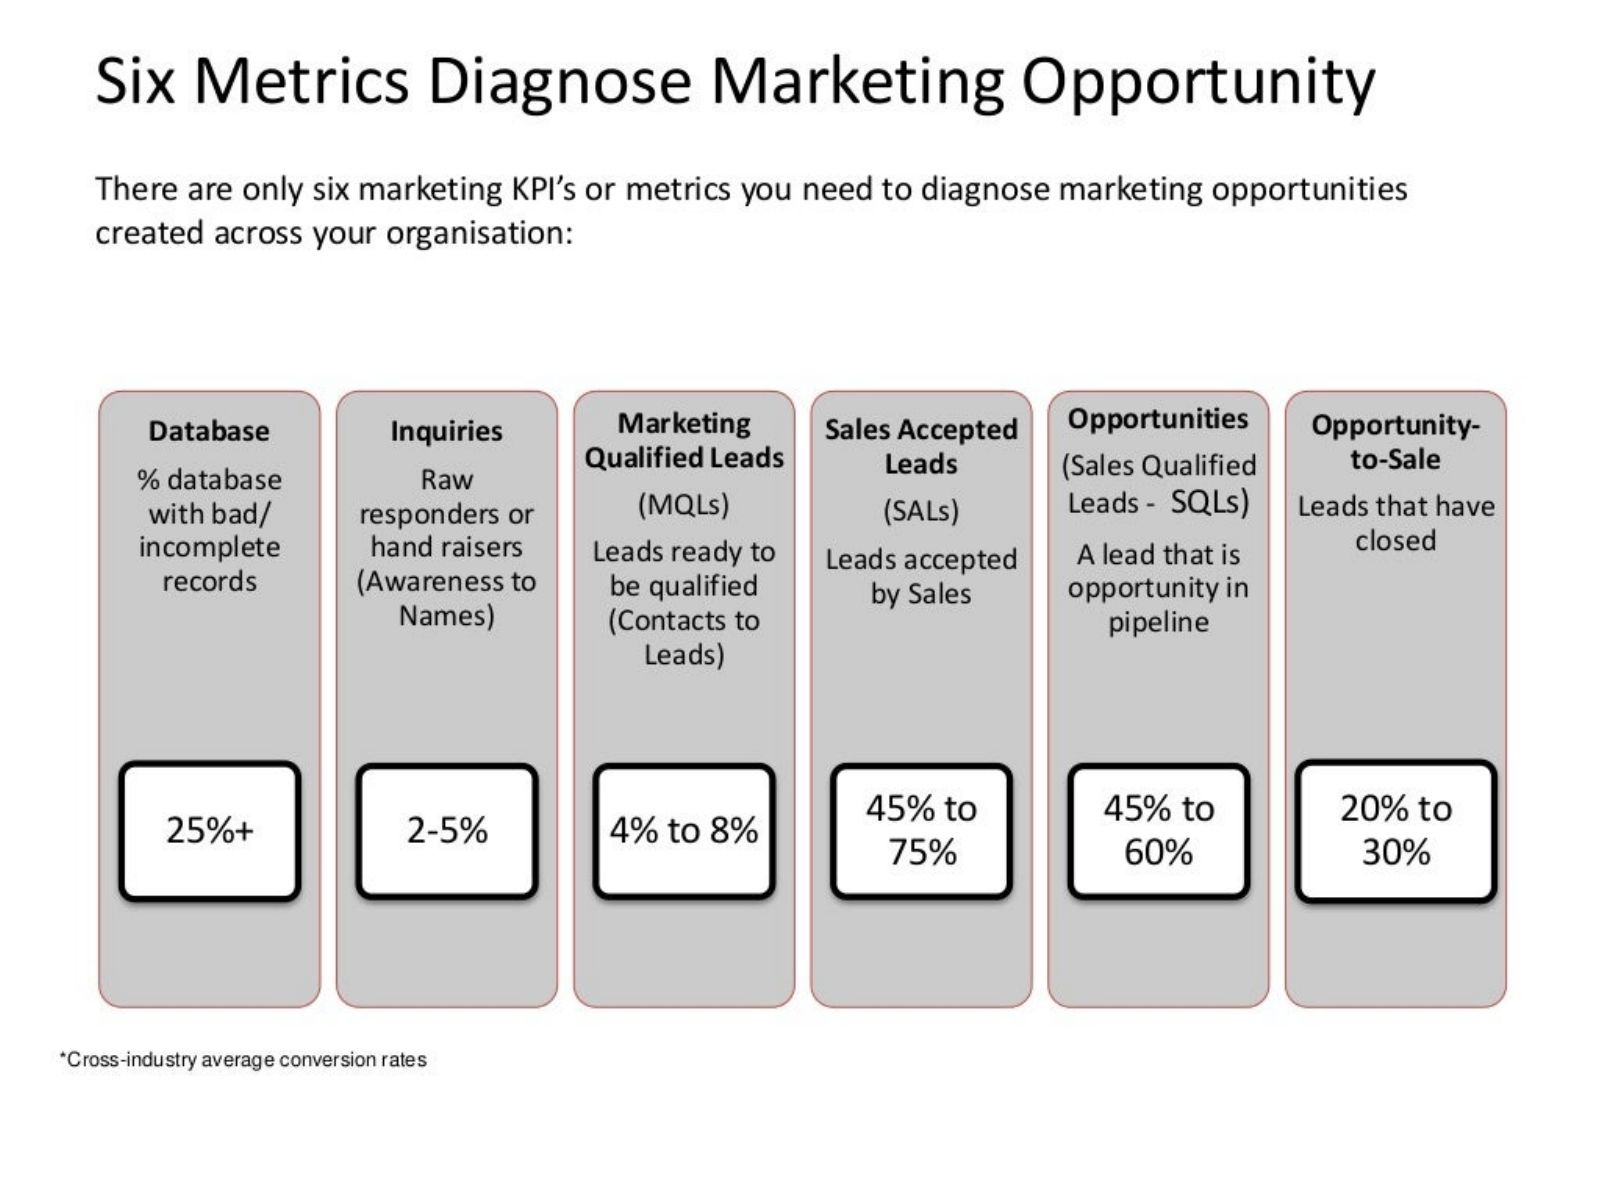 Six Metrics Diagnose Marketing Opportunity
There are only six marketing KPI’s or metrics you need to diagnose marketing opportunities
created across your organisation:
Database
% database
with bad/
incomplete
records
25%+
Inquiries
Raw
responders or
hand raisers
(Awareness to
Names)
2-5%
Marketing
Qualified Leads
(MQLs)
Leads ready to
be qualified
(Contacts to
Leads)
4% to 8%
Sales Accepted
Leads
(SALs)
Leads accepted
by Sales
45% to
75%
Opportunities
(Sales Qualified
Leads - SQLs)
A lead that is
opportunity in
pipeline
45% to
60%
Opportunity-
to-Sale
Leads that have
closed
20% to
30%
*Cross-industry average conversion rates